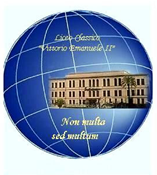 Liceo Classico
"Vittorio Emanuele II"
Non multa
sed multum